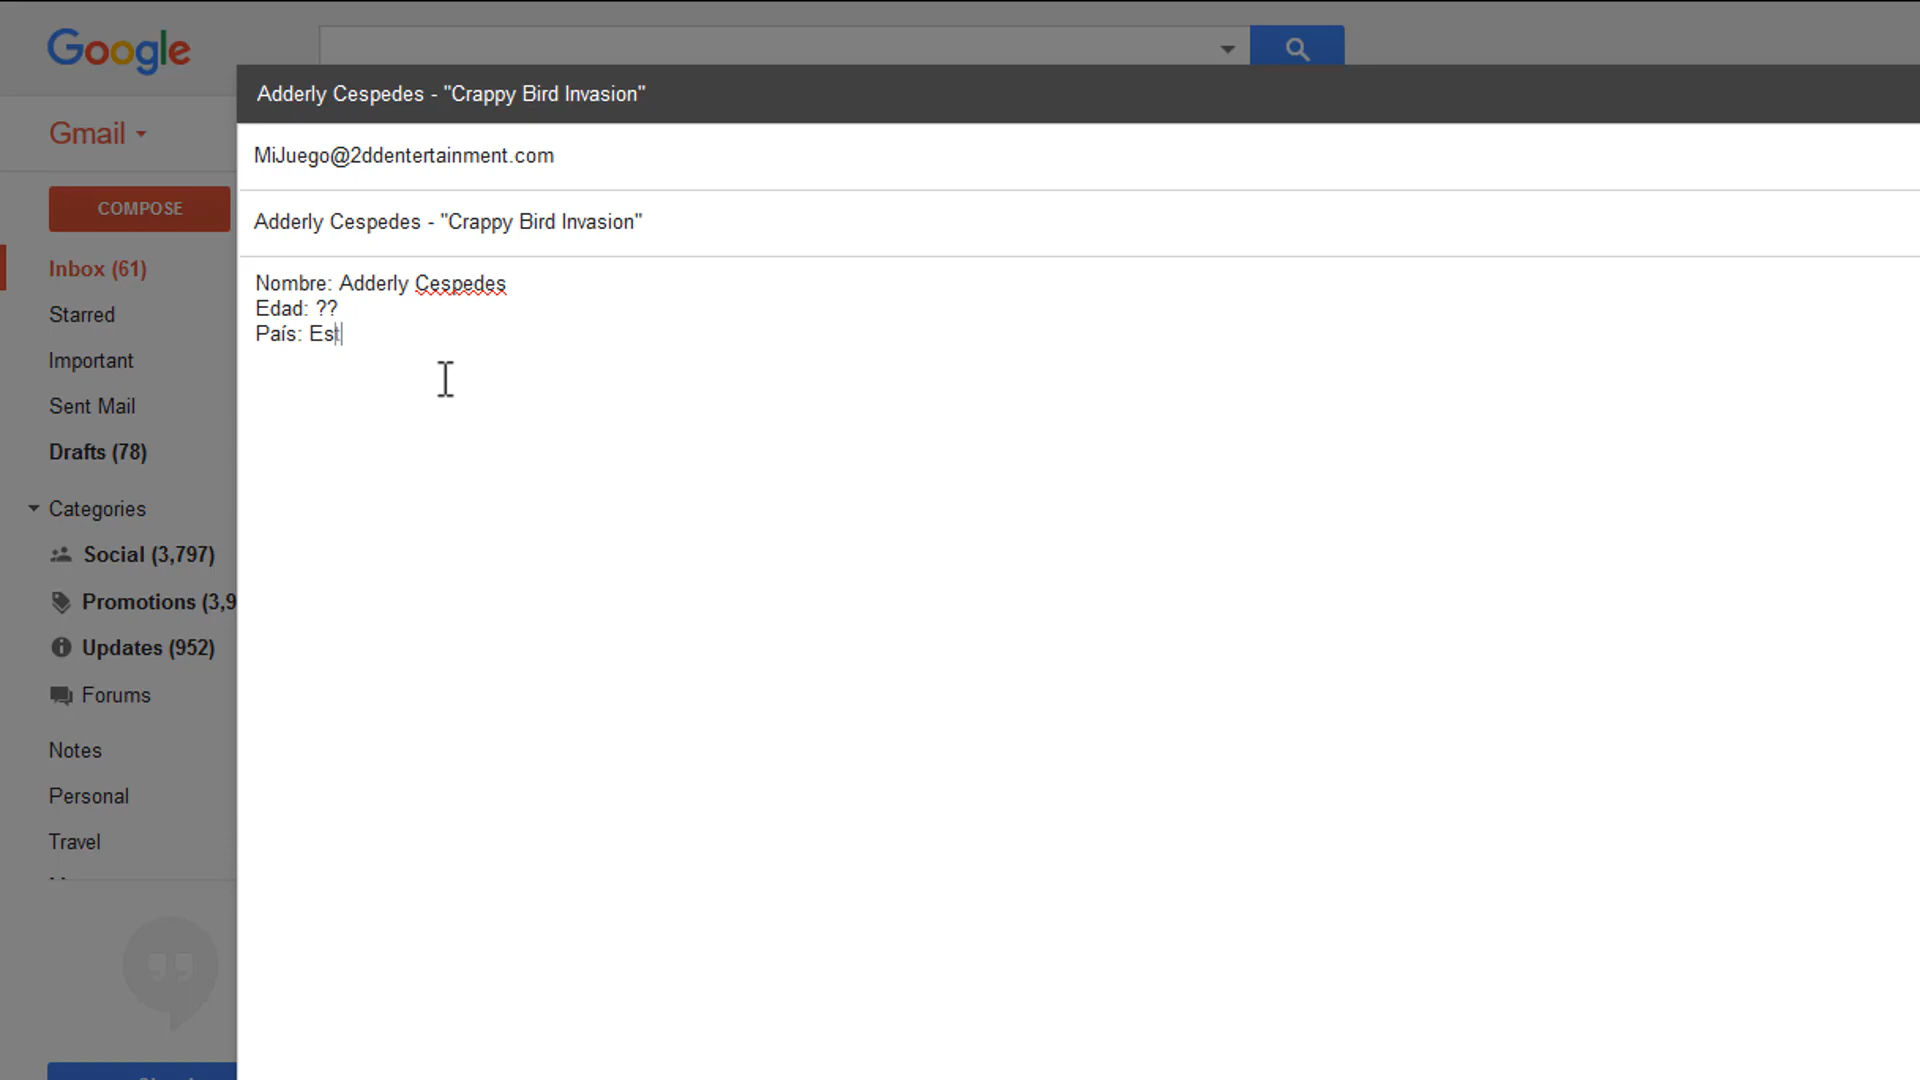 Google
Adderly Cespedes - "Crappy Bird Invasion"
Gmail
MiJuego@2ddentertainment.com
COMPOSE
Adderly Cespedes - "Crappy Bird Invasion"
Inbox (61)
Nombre: Adderly Cespedes
Edad: ??
País: Est
Starred
Important
Sent Mail
Drafts (78)
Categories
Social (3,797)
Promotions (3,9
Updates (952)
Forums
Notes
Personal
Travel